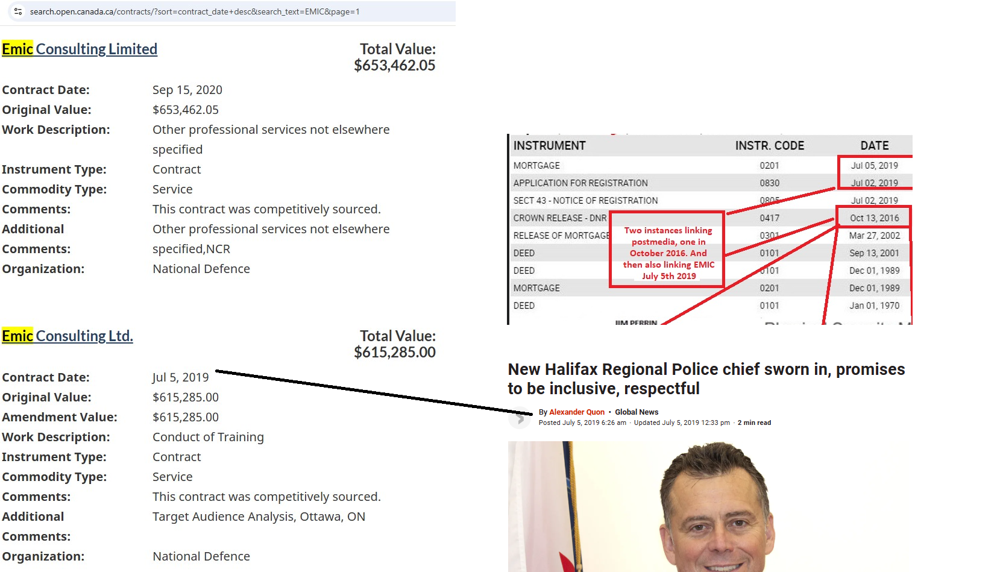 search.open.canada.ca/contracts/?sort=contract_date+desc&search_text=EMIC&page=1
Emic Consulting Limited
Total Value:
$653,462.05
Contract Date: Sep 15, 2020
Original Value: $653,462.05
Work Description: Other professional services not elsewhere
specified
Instrument Type: Contract
Commodity Type: Service
Comments: This contract was competitively sourced.
Additional Other professional services not elsewhere
Comments: specified,NCR
Organization: National Defence
Emic Consulting Ltd.
Total Value:
$615,285.00
Contract Date: Jul 5, 2019
Original Value: $615,285.00
Amendment Value: $615,285.00
Work Description: Conduct of Training
Instrument Type: Contract
Commodity Type: Service
Comments: This contract was competitively sourced.
Additional Target Audience Analysis, Ottawa, ON
Comments:
Organization: National Defence
INSTRUMENT INSTR. CODE DATE
MORTGAGE 0201 Jul 05, 2019
APPLICATION FOR REGISTRATION 0830 Jul 02, 2019
SECT 43 - NOTICE OF REGISTRATION 0805 Jul 02, 2019
CROWN RELEASE - DNR 0417 Oct 13, 2016
RELEASE OF MORTGAGE 0301 Mar 27, 2002
DEED 0101 Sep 13, 2001
DEED 0101 Dec 01, 1989
MORTGAGE 0201 Dec 01, 1989
DEED 0101 Jan 01, 1970
Two instances linking
postmedia, one in
October 2016. And
then also linking EMIC
July 5th 2019
JIM PERRIN
New Halifax Regional Police chief sworn in, promises
to be inclusive, respectful
By Alexander Quon • Global News
Posted July 5, 2019 6:26 am · Updated July 5, 2019 12:33 pm · 2 min read